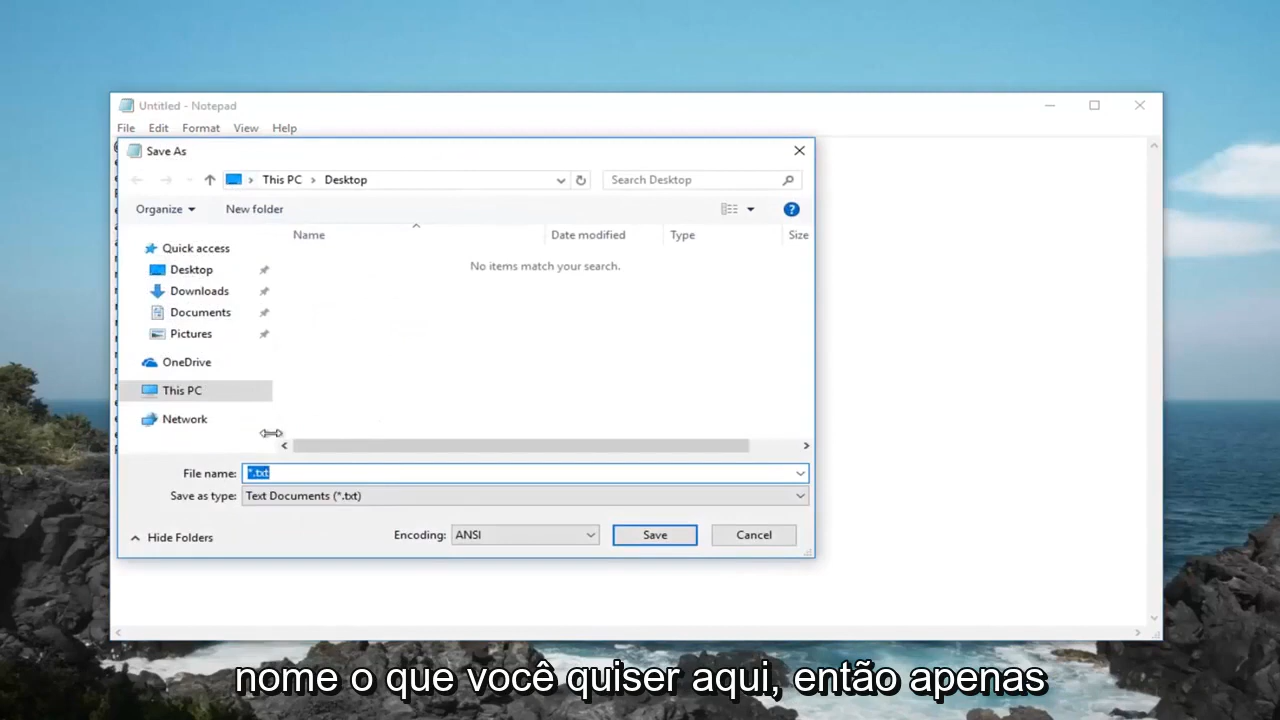 Untitled - Notepad
File Edit Format View Help
Save As
This PC > Desktop
Search Desktop
Organize New folder
?
Name Date modified Type Size
Quick access
No items match your search.
Desktop
Downloads
Documents
Pictures
OneDrive
This PC
Network
File name: *.txt
Save as type: Text Documents (*.txt)
Hide Folders Encoding: ANSI Save Cancel
nome o que você quiser aqui, então apenas